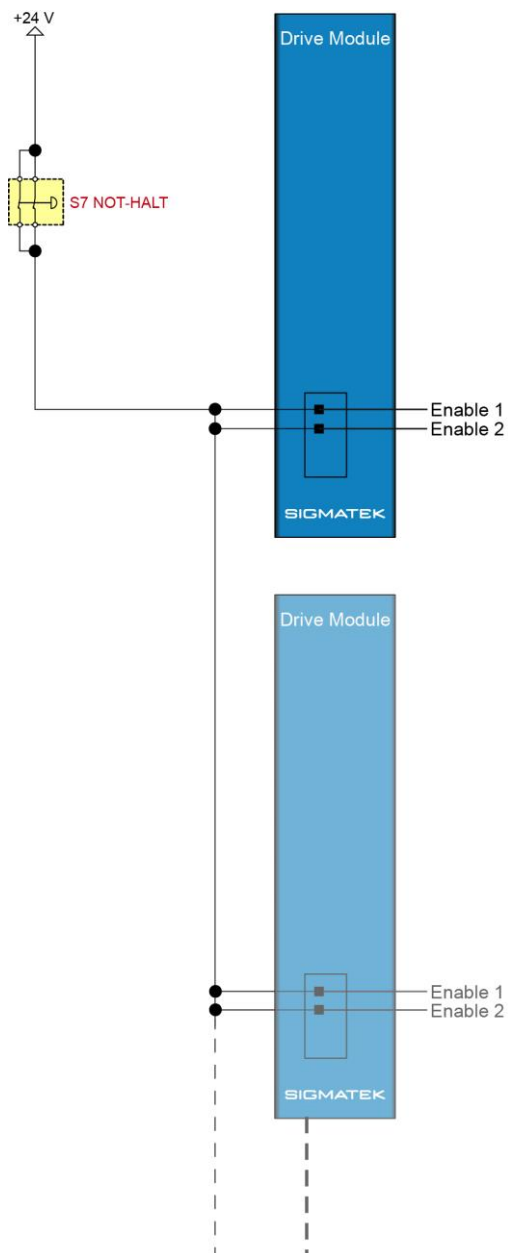 +24 V
Drive Module
S7 NOT-HALT
Enable 1
Enable 2
SIGMATEK
Drive Module
Enable 1
Enable 2
SIGMATEK